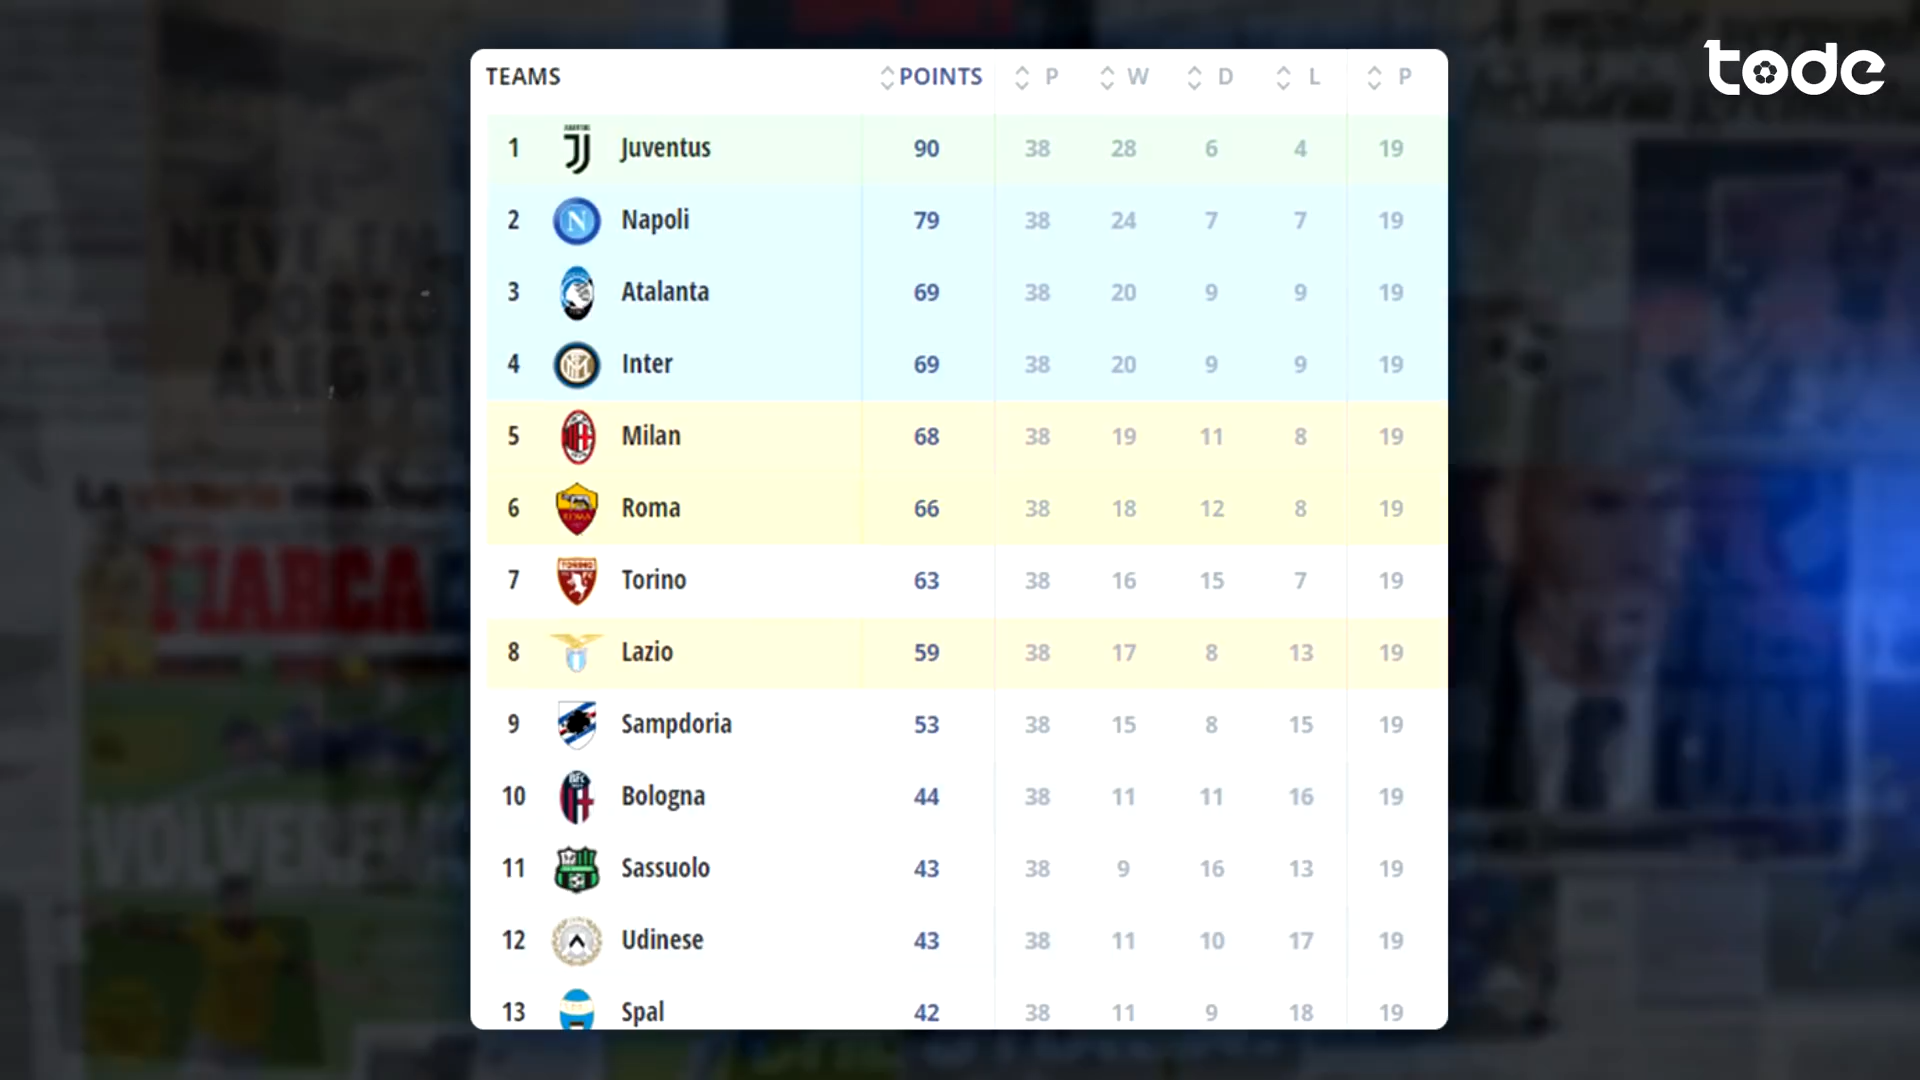 tode
TEAMS POINTS P W D L P
1 Juventus 90 38 28 6 4 19
2 Napoli 79 38 24 7 7 19
3 Atalanta 69 38 20 9 9 19
4 Inter 69 38 20 9 9 19
5 Milan 68 38 19 11 8 19
6 Roma 66 38 18 12 8 19
7 Torino 63 38 16 15 7 19
8 Lazio 59 38 17 8 13 19
9 Sampdoria 53 38 15 8 15 19
10 Bologna 44 38 11 11 16 19
11 Sassuolo 43 38 9 16 13 19
12 Udinese 43 38 11 10 17 19
13 Spal 42 38 11 9 18 19
NEVE EM
PORTO
ALEGRE
MARCA